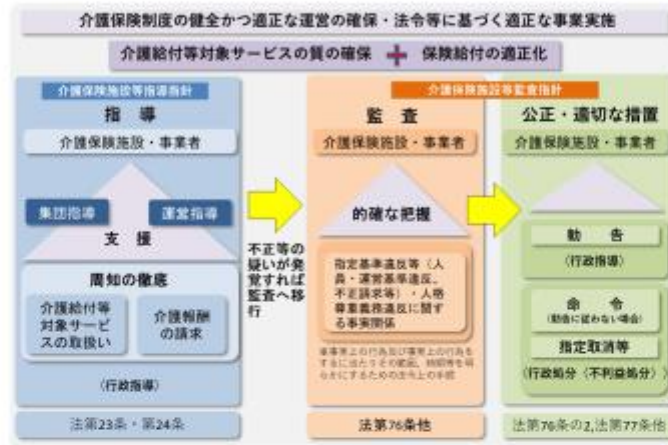 介護保険制度の健全かつ適正な運営の確保・法令等に基づく適正な事業実施
介護給付等対象サービスの質の確保 ＋ 保険給付の適正化
介護保険施設等指導指針
指 導
介護保険施設・事業者
集団指導
運営指導
支 援
周知の徹底
介護給付等
対象サービ
スの取扱い
介護報酬
の請求
(行政指導)
法第23条・第24条
不正等の
疑いが発
覚すれば
監査へ移
行
介護保険施設等監査指針
監 査
介護保険施設・事業者
的確な把握
指定基準違反等（人
員・運営基準違反、
不正請求等）・人格
尊重義務違反に関す
る事実関係
法第76条他
公正・適切な措置
介護保険施設・事業者
勧 告
(行政指導)
命 令
(勧告に従わない場合)
指定取消等
(行政処分（不利益処分）)
法第76条の2,法第77条他